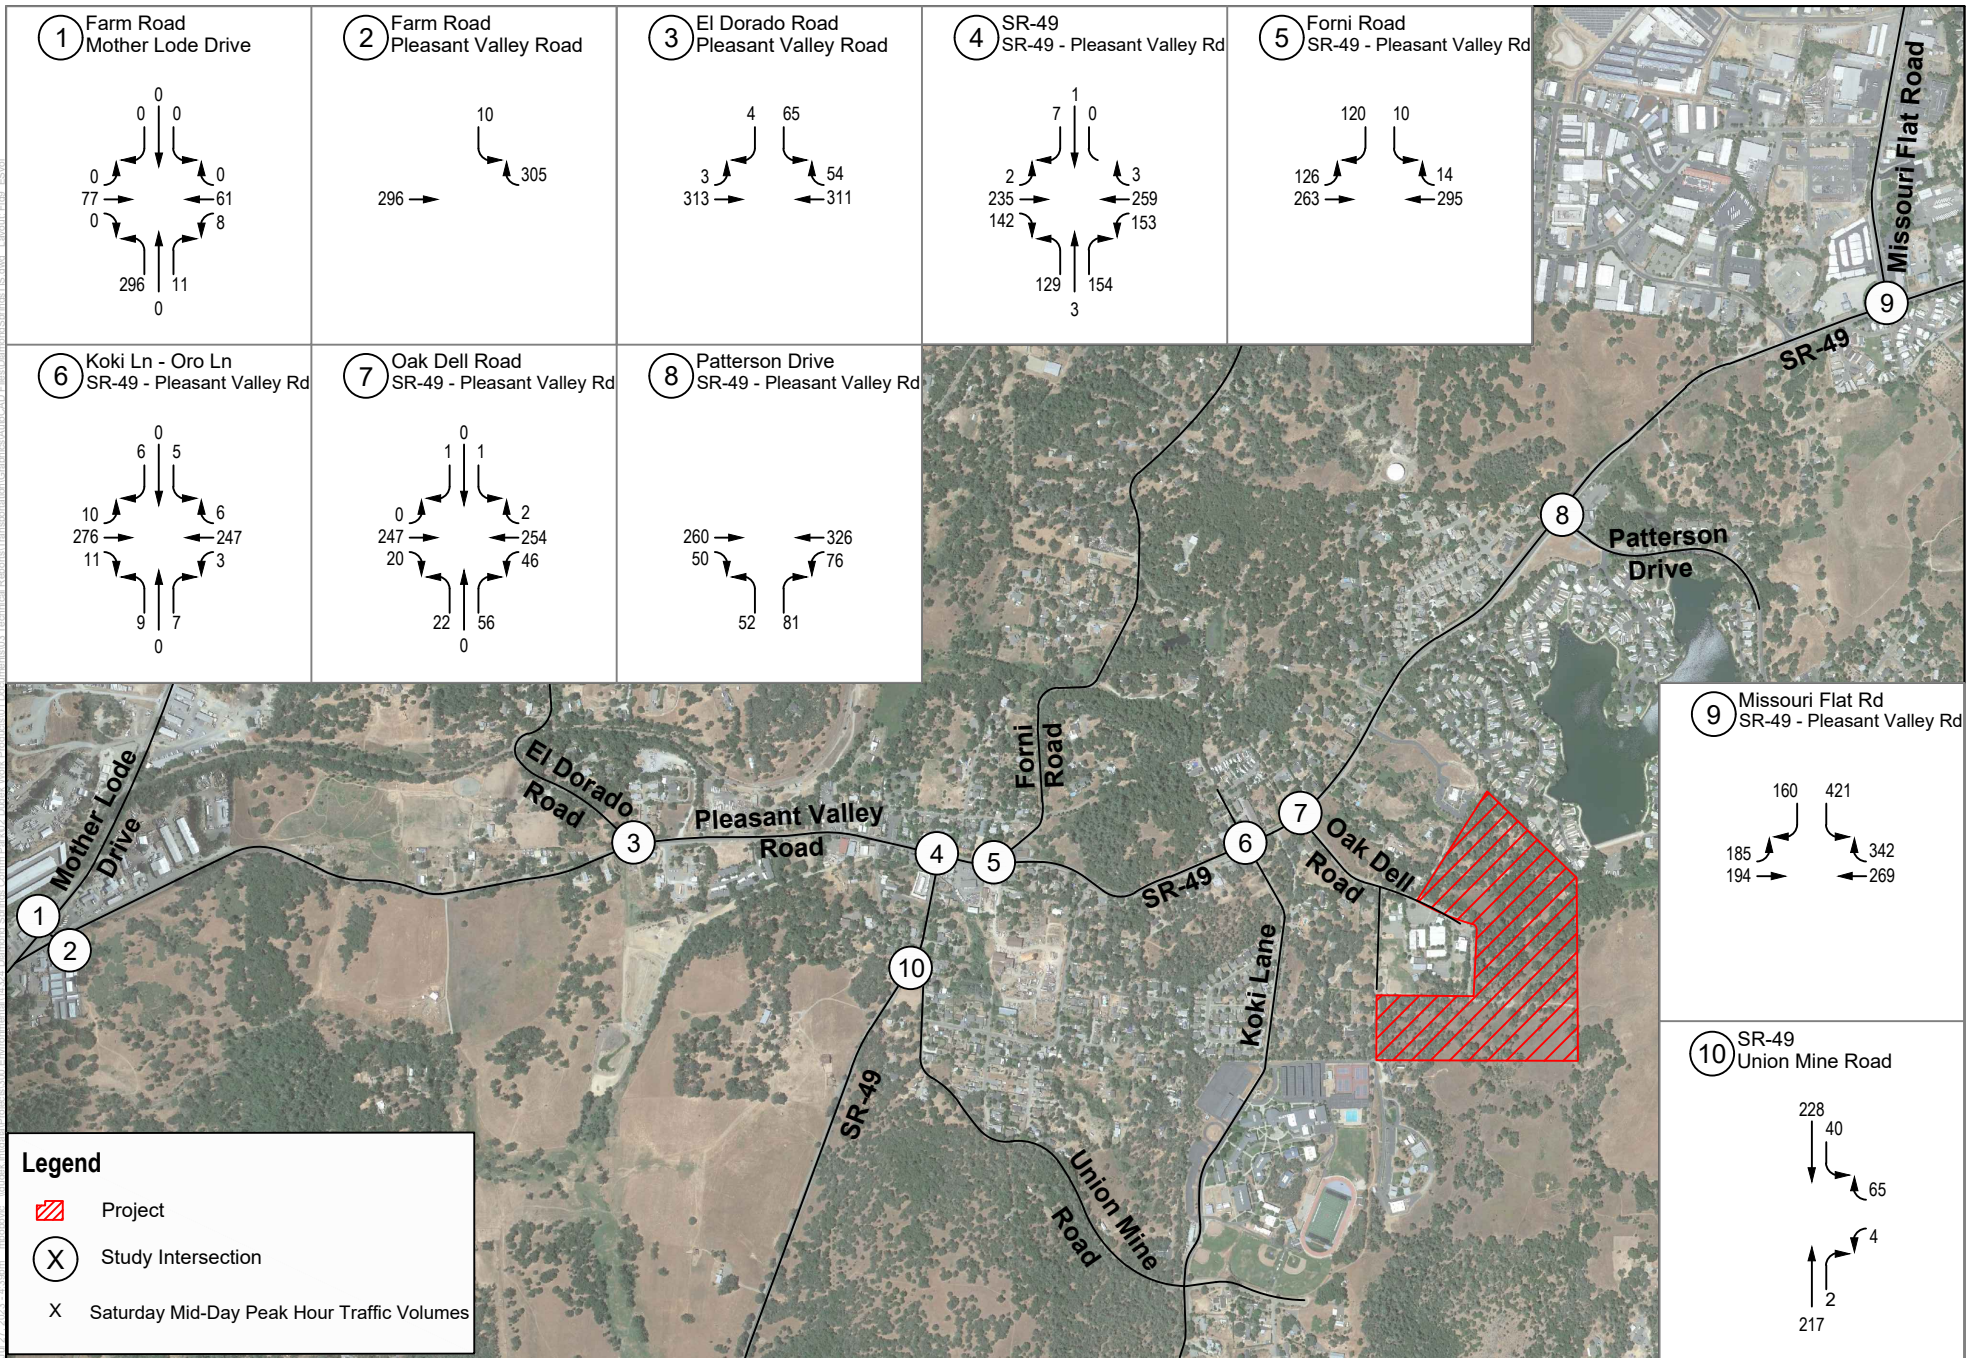 1 Farm Road
Mother Lode Drive
0
0 0
0 0
77 61
0 8
296 11
0
2 Farm Road
Pleasant Valley Road
10
305
296
3 El Dorado Road
Pleasant Valley Road
4 65
3 54
313 311
4 SR-49
SR-49 - Pleasant Valley Rd
1
7 0
2 3
235 259
142 153
129 154
3
5 Forni Road
SR-49 - Pleasant Valley Rd
120 10
126 14
263 295
6 Koki Ln - Oro Ln
SR-49 - Pleasant Valley Rd
0
6 5
10 6
276 247
11 3
9 7
0
7 Oak Dell Road
SR-49 - Pleasant Valley Rd
0
1 1
0 2
247 254
20 46
22 56
0
8 Patterson Drive
SR-49 - Pleasant Valley Rd
260 326
50 76
52 81
9 Missouri Flat Rd
SR-49 - Pleasant Valley Rd
160 421
185 342
194 269
10 SR-49
Union Mine Road
228
40
65
4
2
217
Missouri Flat Road
9
SR-49
8
Patterson
Drive
Forni
Road
El Dorado
Road
Mother Lode
Drive
1
2
3
Pleasant Valley
Road
4
5
SR-49
6
7
Oak Dell
Road
10
Koki Lane
SR-49
Union Mine
Road
Legend
Project
X Study Intersection
X Saturday Mid-Day Peak Hour Traffic Volumes